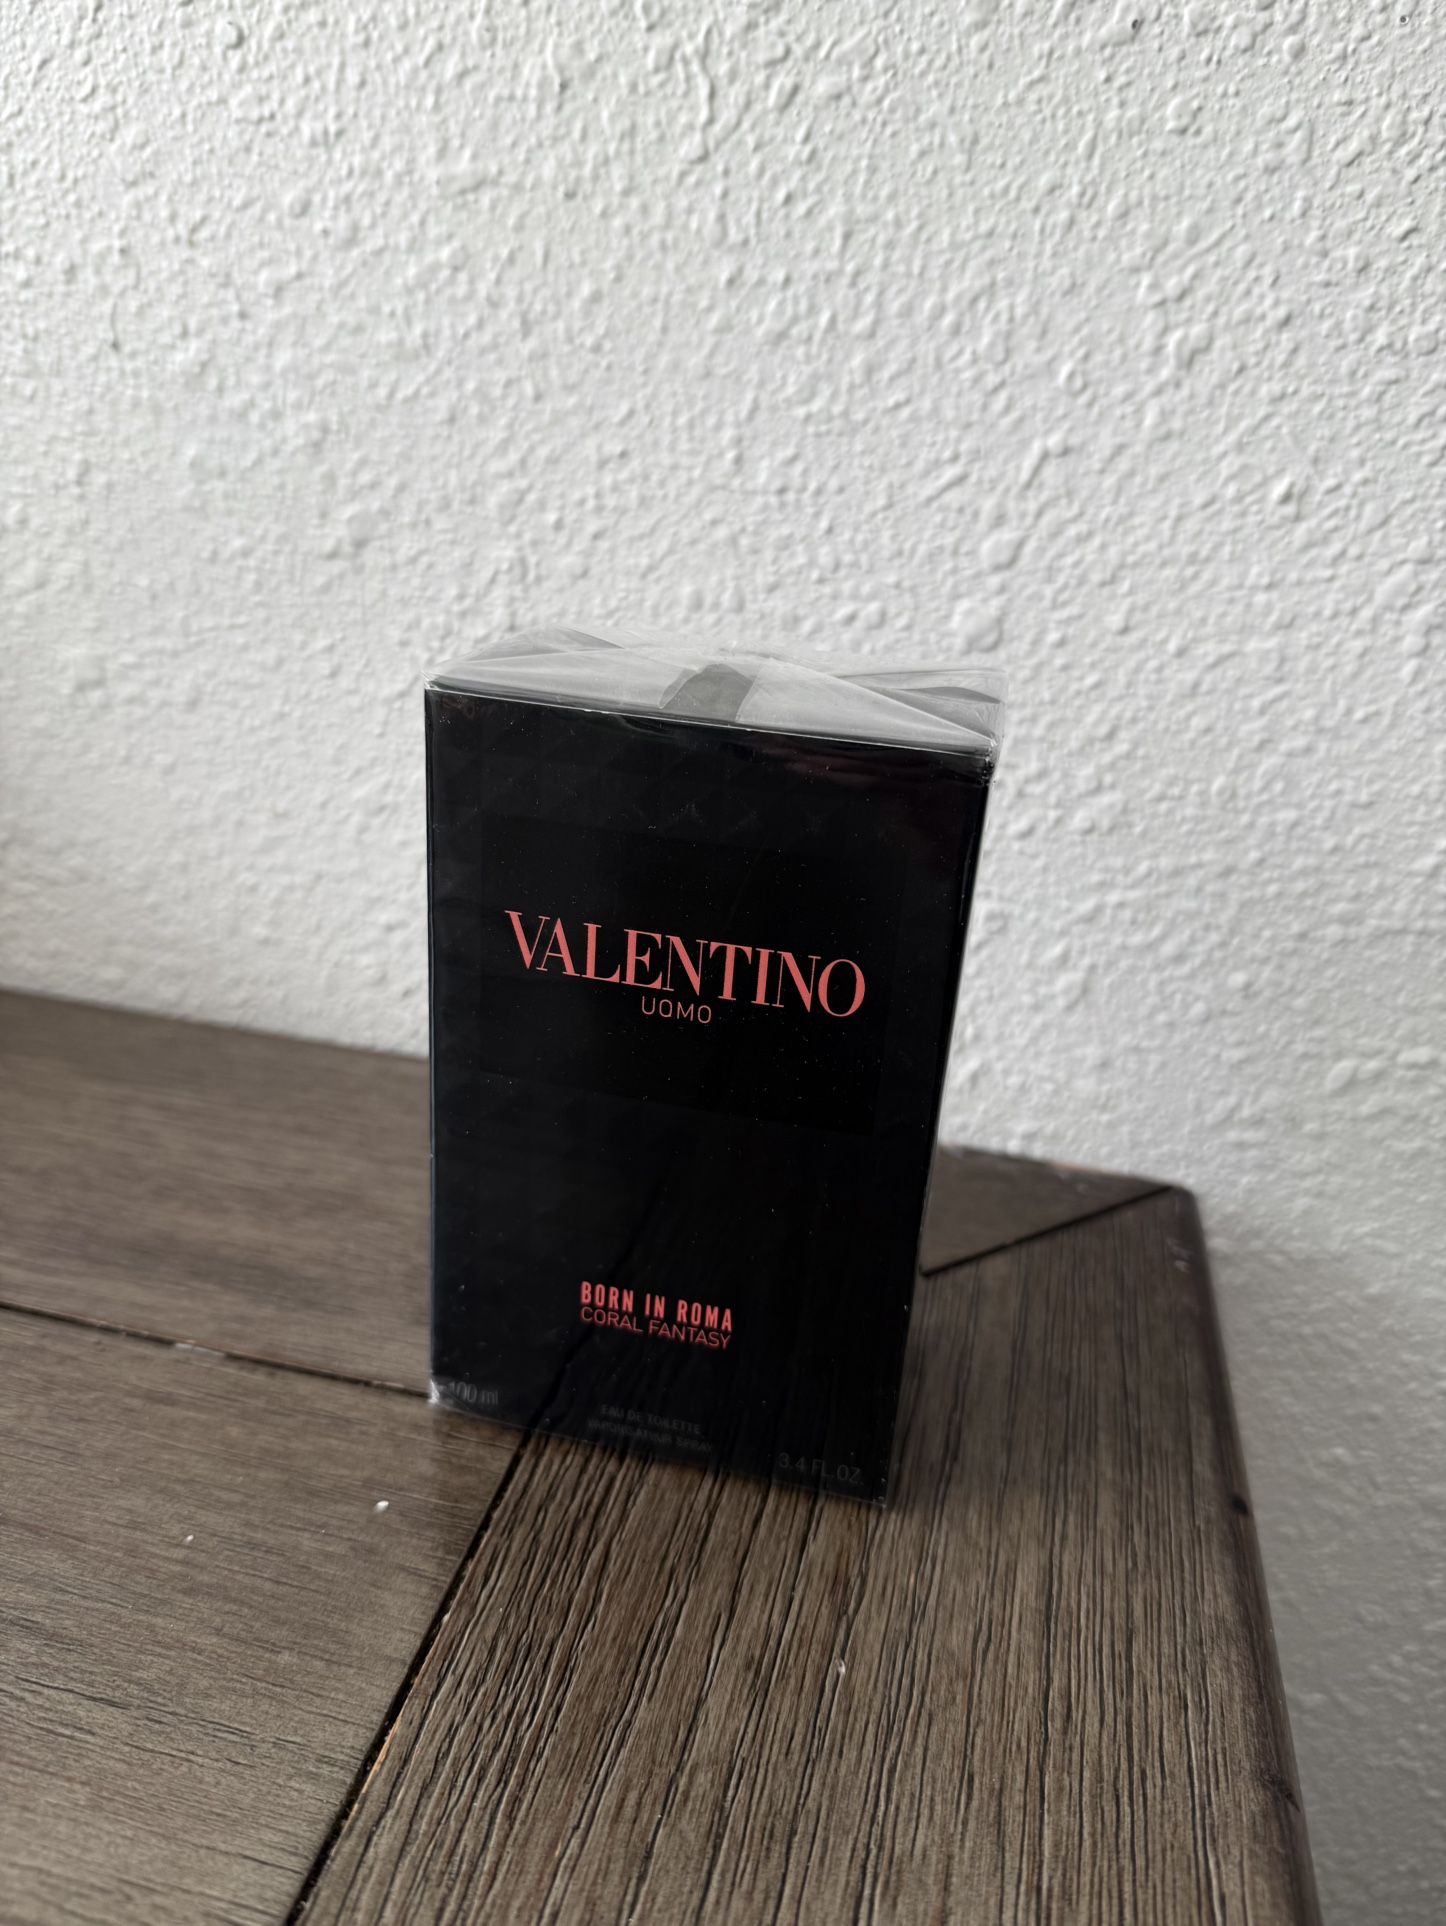 VALENTINO
UOMO
BORN IN ROMA
CORAL FANTASY
100 ml
EAU DE TOILETTE
VAPORISATEUR SPRAY
3.4 FL.OZ.